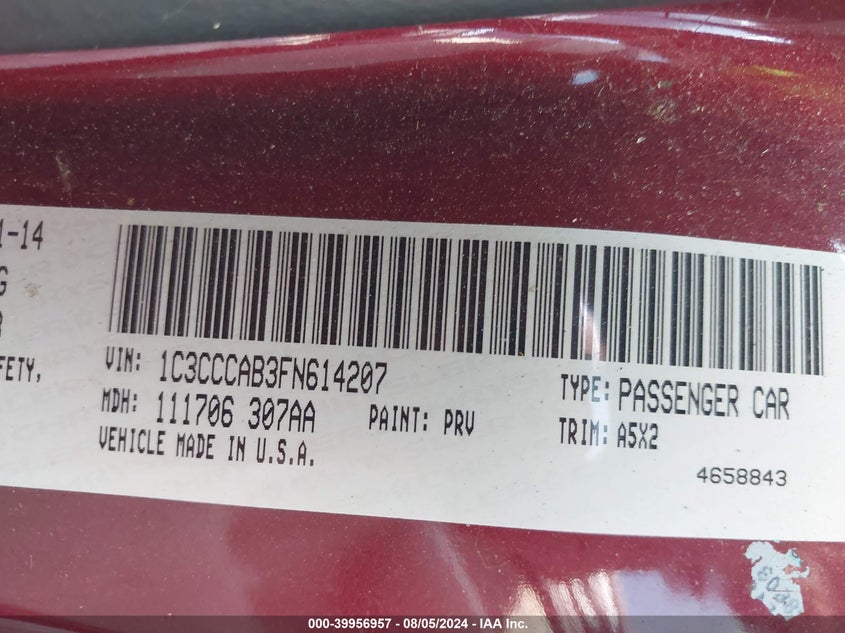 1-14
G
FETY,
VIN: 1C3CCCAB3FN614207
TYPE: PASSENGER CAR
MDH: 111706 307AA
PAINT: PRV
TRIM: A5X2
VEHICLE MADE IN U.S.A.
4658843
000-39956957 - 08/05/2024 - © IAA Inc.